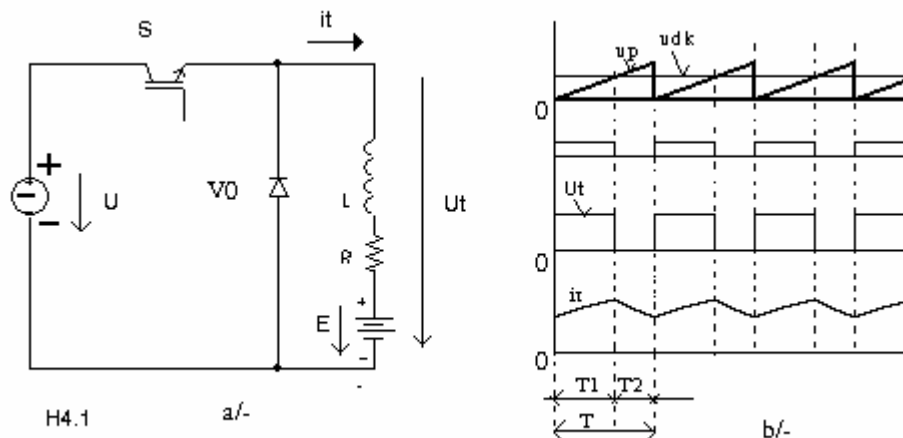 S
it
+
U
−
V0
L
R
Ut
E
+
-
H4.1
a/-
up
udk
0
Ut
0
it
0
T1
T2
T
b/-